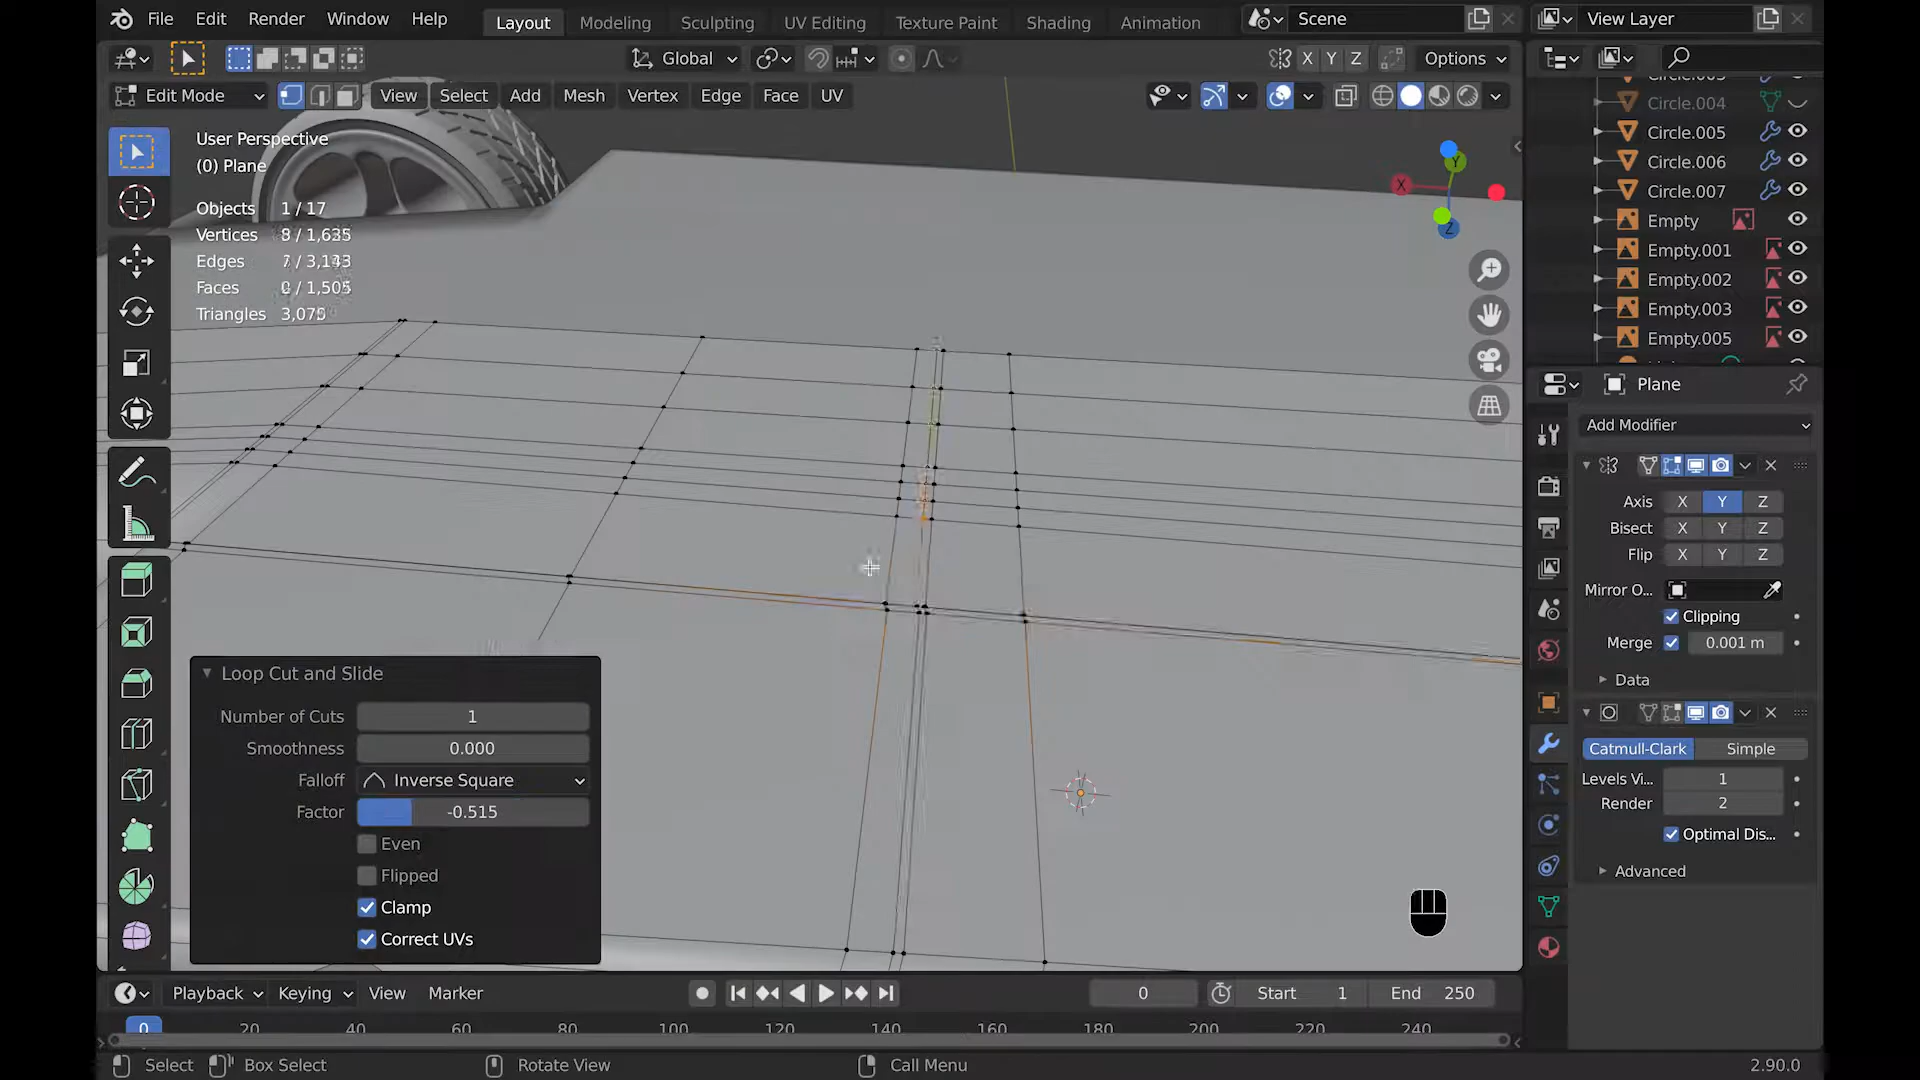 File Edit Render Window Help Layout Modeling Sculpting UV Editing Texture Paint Shading Animation Scene View Layer
Global X Y Z Options
Edit Mode View Select Add Mesh Vertex Edge Face UV
User Perspective
(0) Plane
Objects 1 / 17
Vertices 8 / 1,635
Edges 7 / 3,143
Faces 0 / 1,505
Triangles 3,075
X
Y
Z
Circle.004
Circle.005
Circle.006
Circle.007
Empty
Empty.001
Empty.002
Empty.003
Empty.005
Plane
Add Modifier
Axis X Y Z
Bisect X Y Z
Flip X Y Z
Mirror O...
Clipping
Merge 0.001 m
Data
Catmull-Clark Simple
Levels Vi... 1
Render 2
Optimal Dis...
Advanced
Loop Cut and Slide
Number of Cuts 1
Smoothness 0.000
Falloff Inverse Square
Factor -0.515
Even
Flipped
Clamp
Correct UVs
Playback Keying View Marker 0 Start 1 End 250
0 20 40 60 80 100 120 140 160 180 200 220 240
Select Box Select Rotate View Call Menu 2.90.0